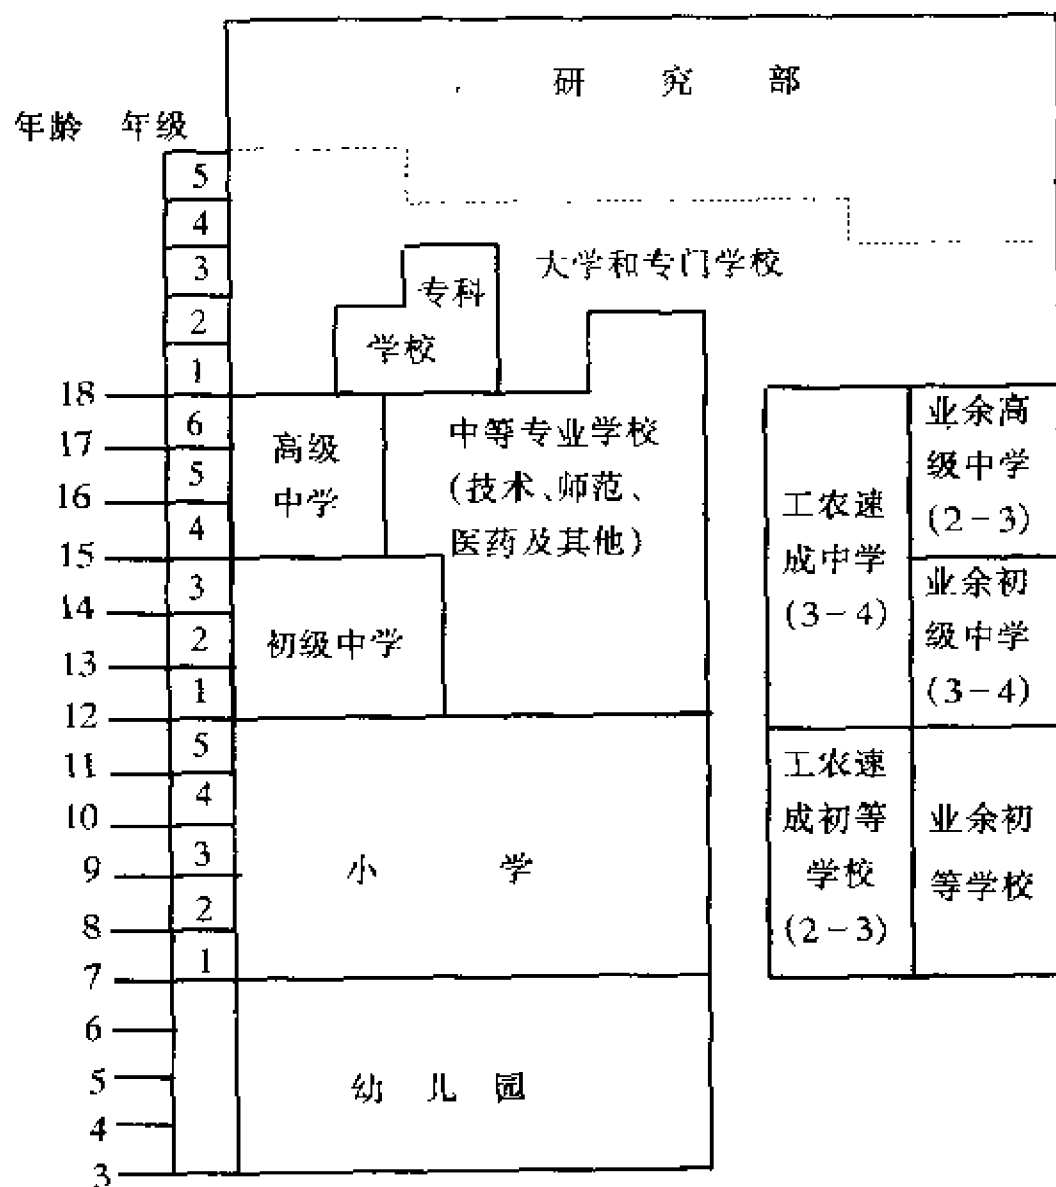 研究部
年龄 年级
5
4
3
2
1
大学和专门学校
专科
学校
18
17
16
15
14
13
12
11
10
9
8
7
6
5
4
3
6
5
4
3
2
1
5
4
3
2
1
高级
中学
中等专业学校
(技术、师范、
医药及其他)
初级中学
小学
幼儿园
工农速
成中学
(3-4)
业余高
级中学
(2-3)
业余初
级中学
(3-4)
工农速
成初等
学校
(2-3)
业余初
等学校